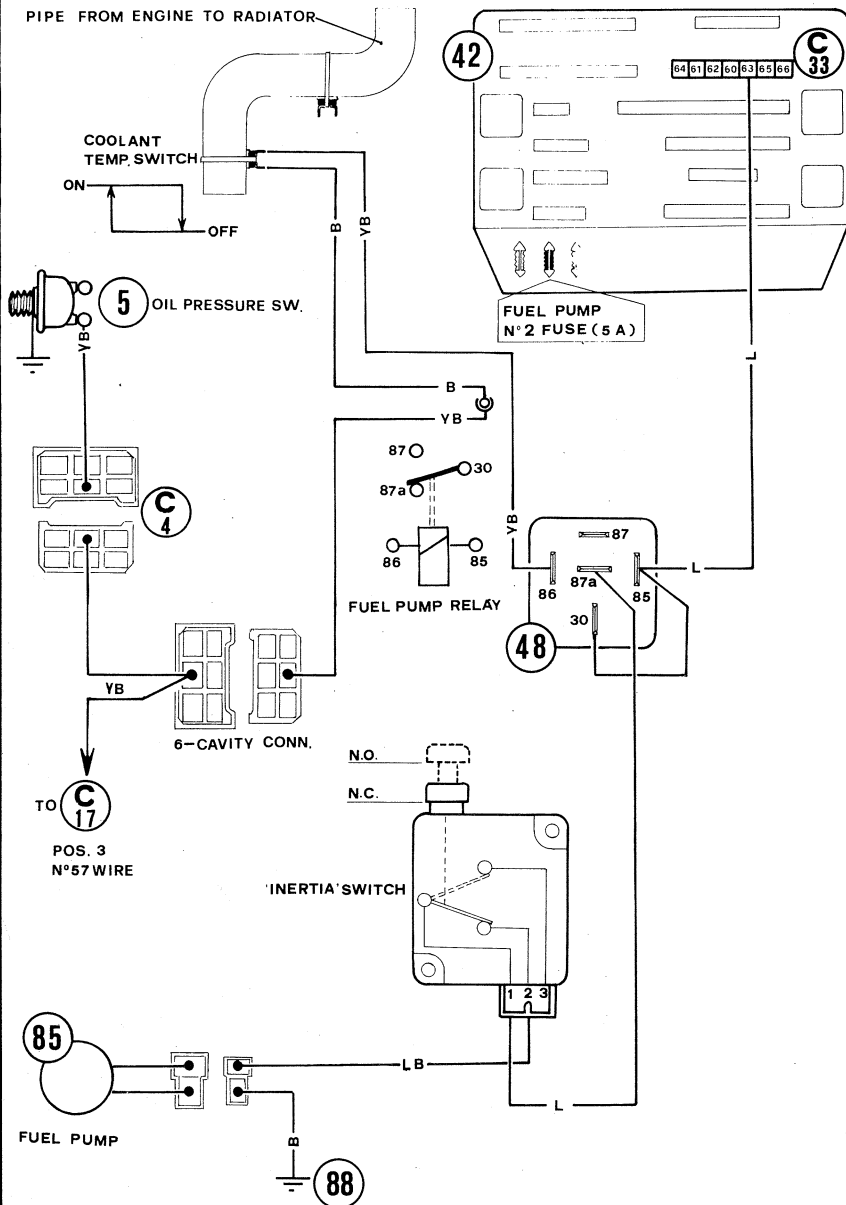 PIPE FROM ENGINE TO RADIATOR
42
C
33
64 61 62 60 63 65 66
COOLANT
TEMP. SWITCH
ON
OFF
B
YB
5
OIL PRESSURE SW.
YB
FUEL PUMP
N°2 FUSE (5A)
L
B
YB
87
30
87a
86
85
FUEL PUMP RELAY
C
4
YB
87
86
87a
85
L
30
48
YB
6-CAVITY CONN.
TO
C
17
POS. 3
N°57 WIRE
N.O.
N.C.
'INERTIA' SWITCH
1 2 3
85
LB
L
FUEL PUMP
B
88